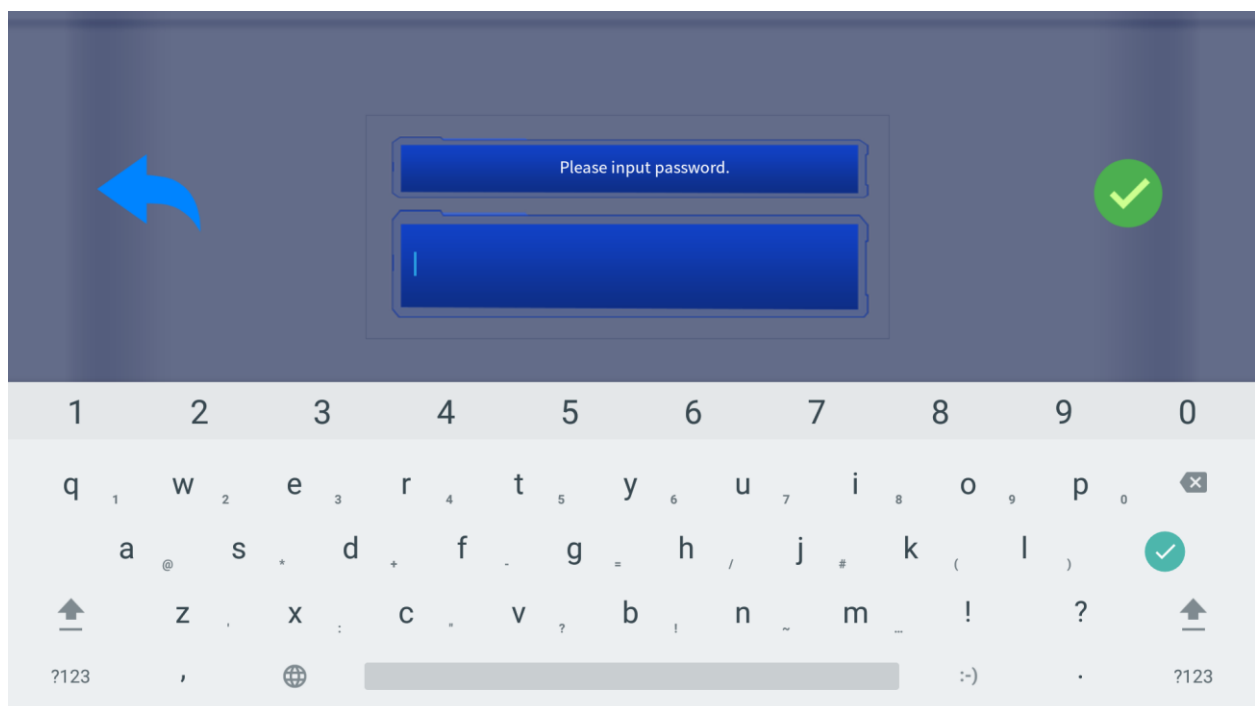 Please input password.
1 2 3 4 5 6 7 8 9 0
q 1 w 2 e 3 r 4 t 5 y 6 u 7 i 8 o 9 p 0
a @ s * d + f - g = h / j # k ( l )
z ' x : c " v ? b ! n ~ m … ! ?
?123 , :-) . ?123